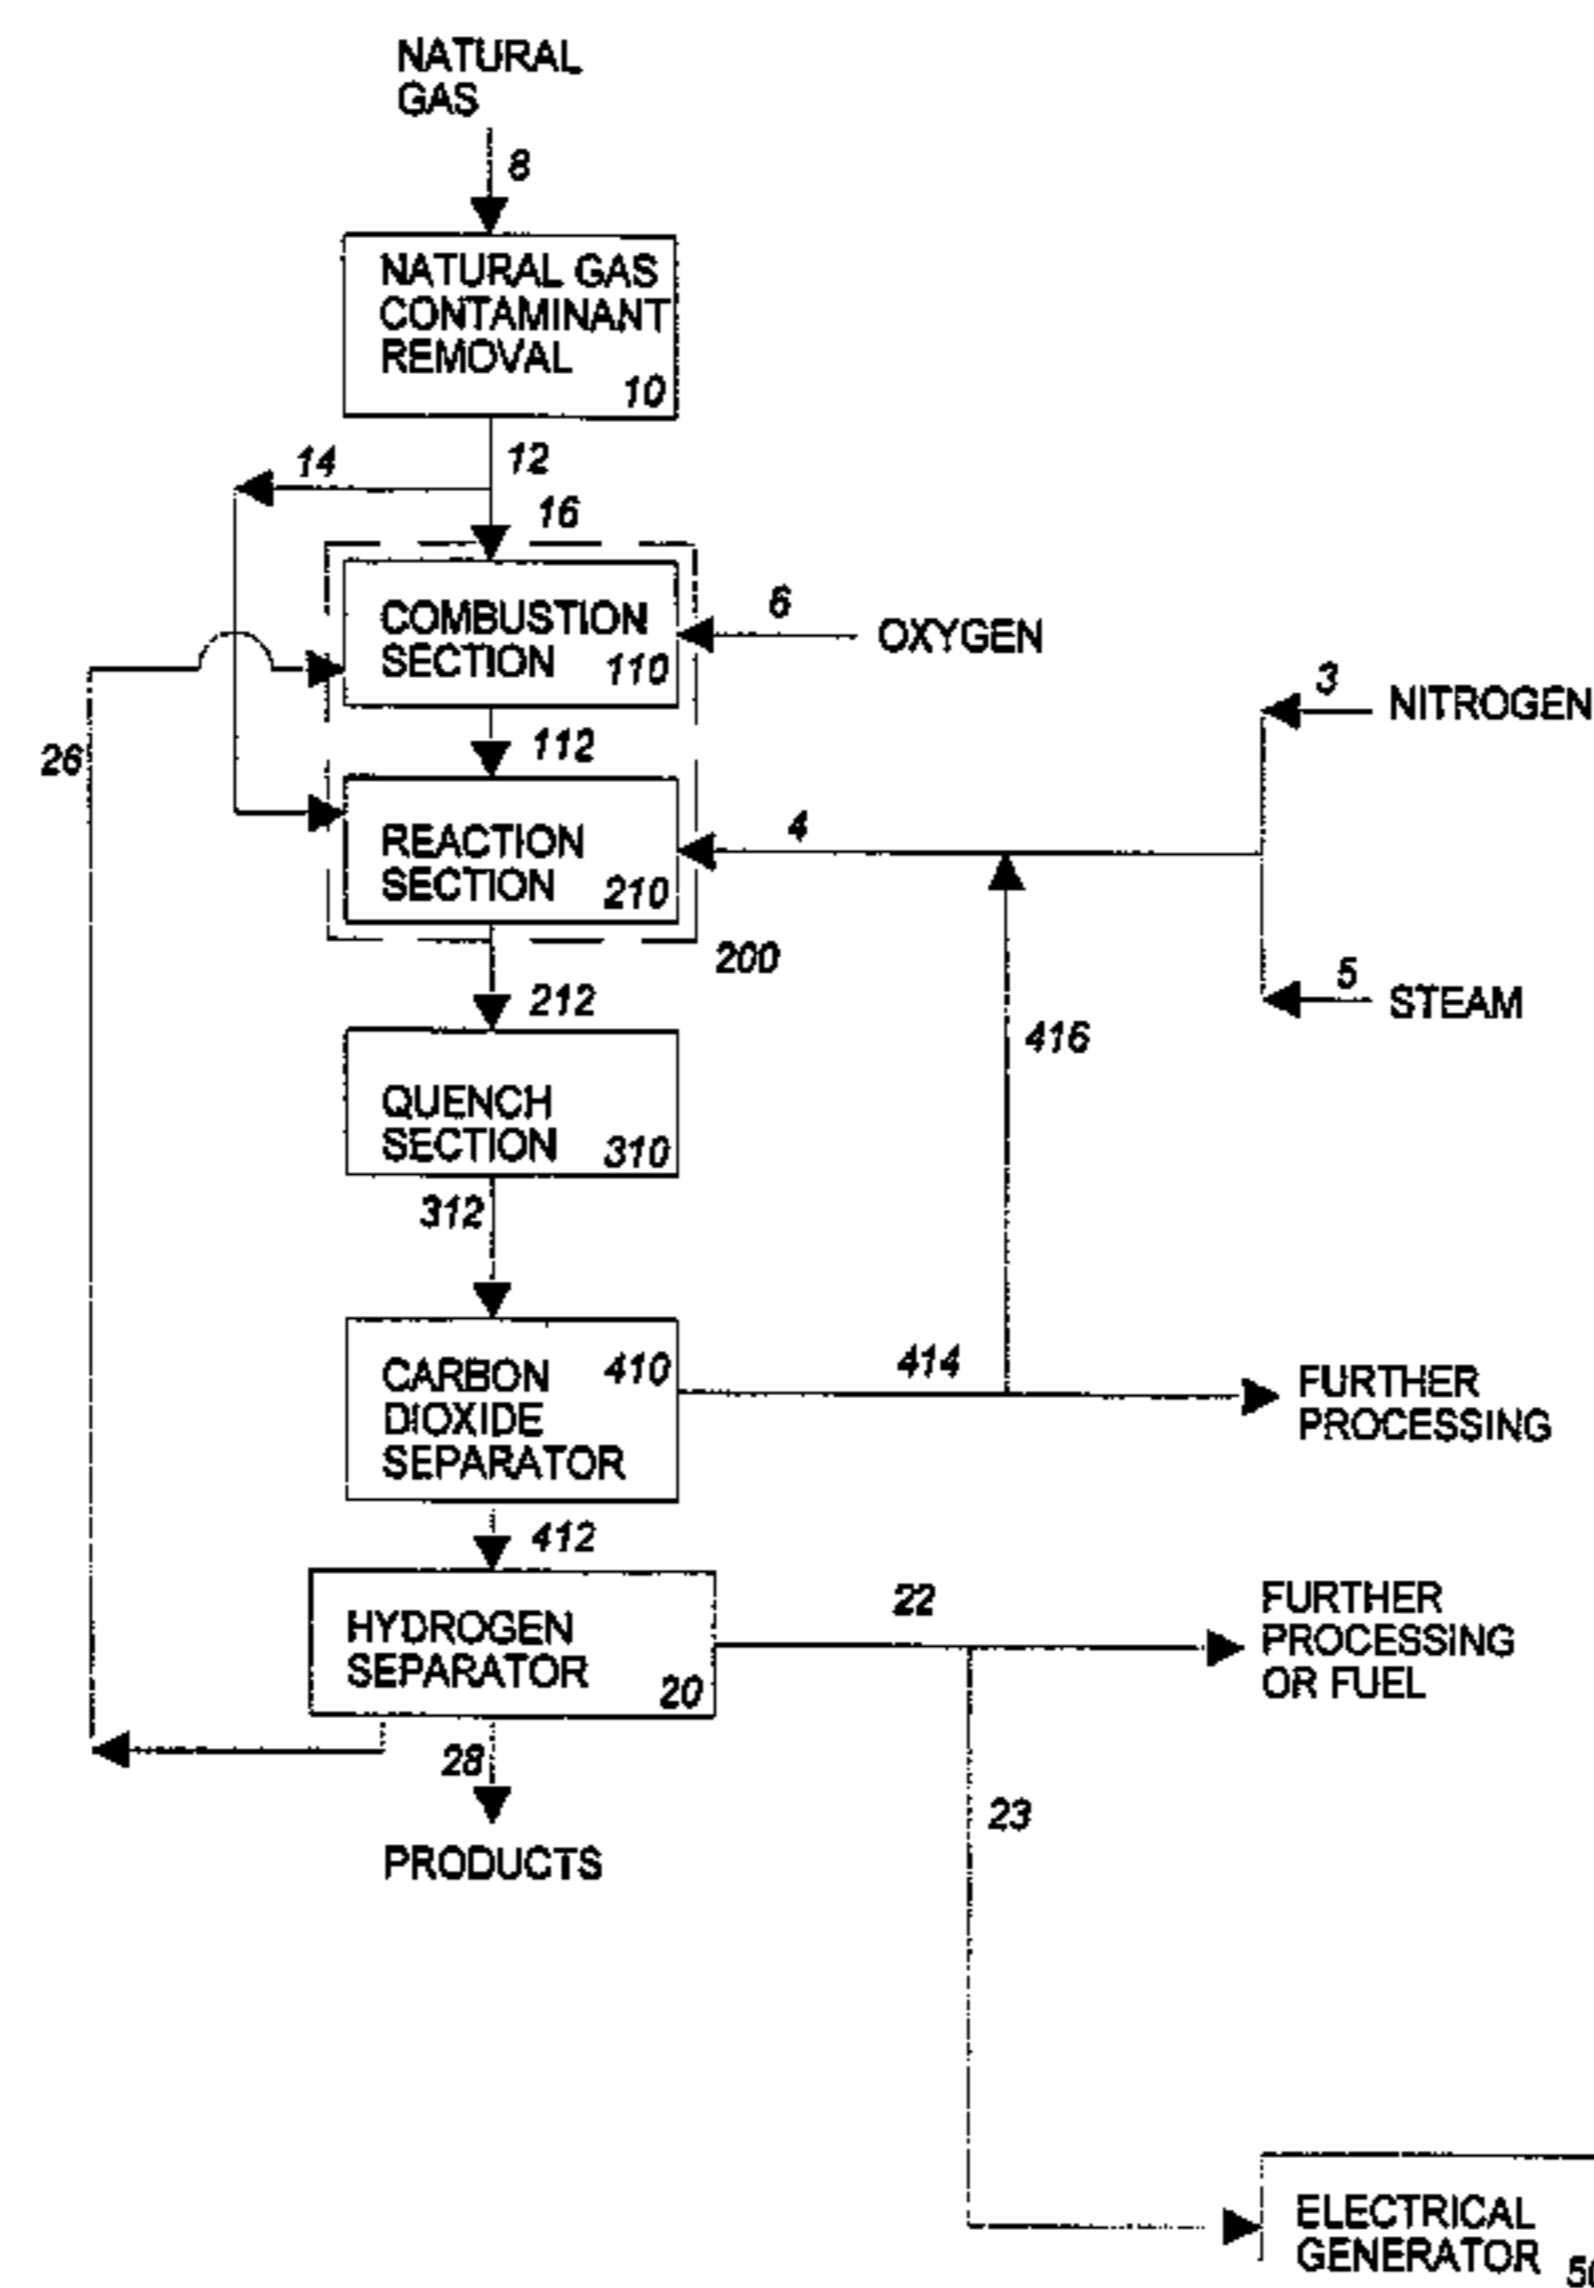 NATURAL
GAS
8
NATURAL GAS
CONTAMINANT
REMOVAL
10
14
12
16
COMBUSTION
SECTION
110
6
OXYGEN
3
NITROGEN
26
112
REACTION
SECTION
210
4
200
212
5
STEAM
416
QUENCH
SECTION
310
312
CARBON
DIOXIDE
SEPARATOR
410
414
FURTHER
PROCESSING
412
HYDROGEN
SEPARATOR
20
22
FURTHER
PROCESSING
OR FUEL
28
23
PRODUCTS
ELECTRICAL
GENERATOR